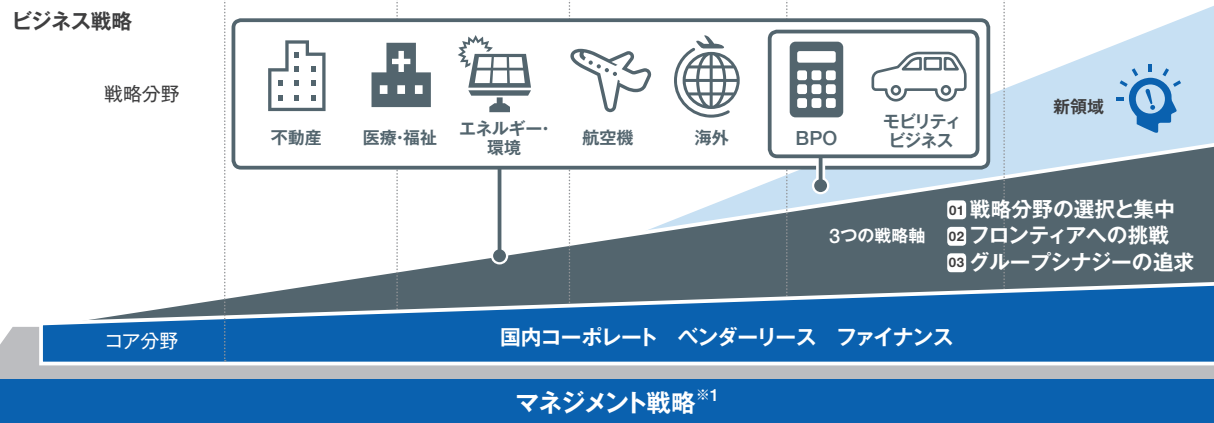 ビジネス戦略
戦略分野
不動産
医療・福祉
エネルギー・
環境
航空機
海外
BPO
モビリティ
ビジネス
新領域
3つの戦略軸
01 戦略分野の選択と集中
02 フロンティアへの挑戦
03 グループシナジーの追求
コア分野
国内コーポレート ベンダーリース ファイナンス
マネジメント戦略※1